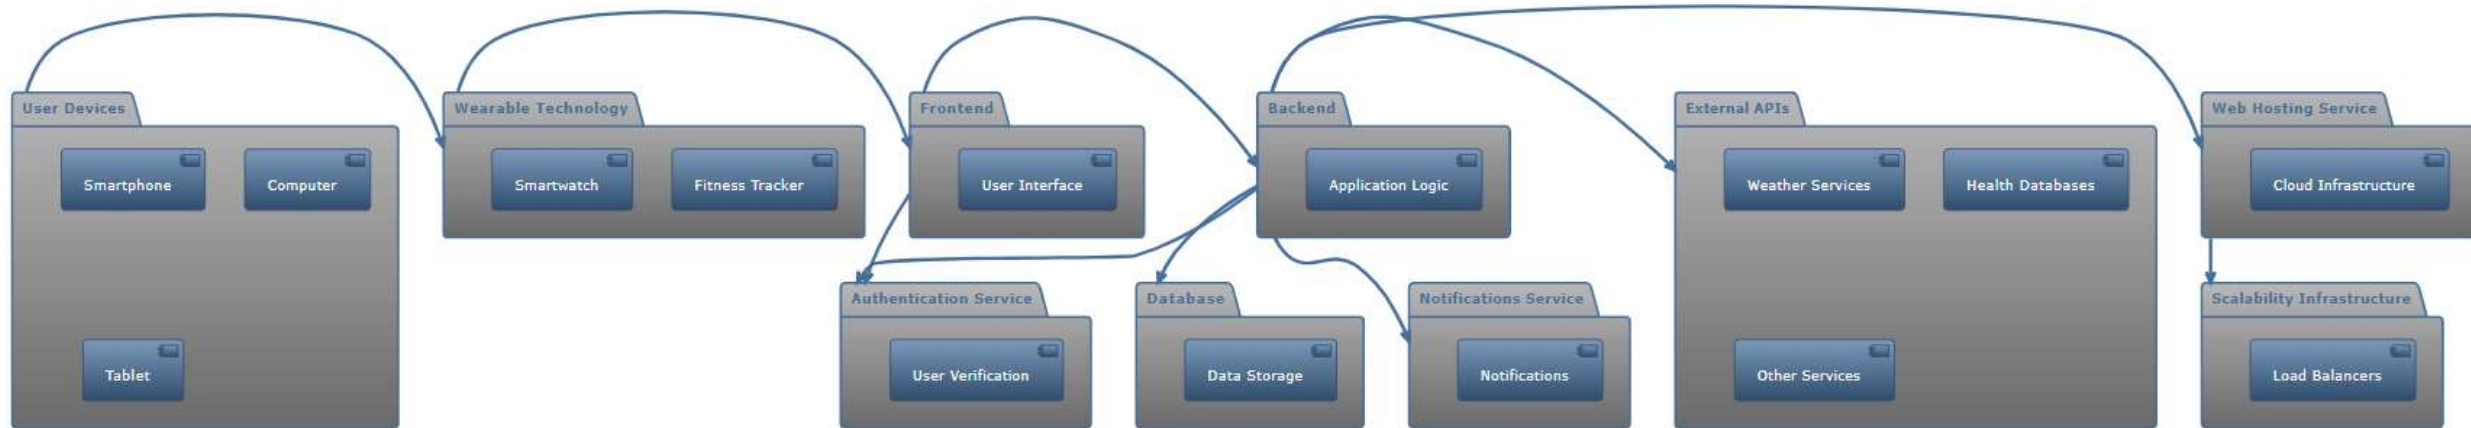 User Devices
Smartphone
Computer
Tablet
Wearable Technology
Smartwatch
Fitness Tracker
Frontend
User Interface
Backend
Application Logic
External APIs
Weather Services
Health Databases
Other Services
Web Hosting Service
Cloud Infrastructure
Authentication Service
User Verification
Database
Data Storage
Notifications Service
Notifications
Scalability Infrastructure
Load Balancers